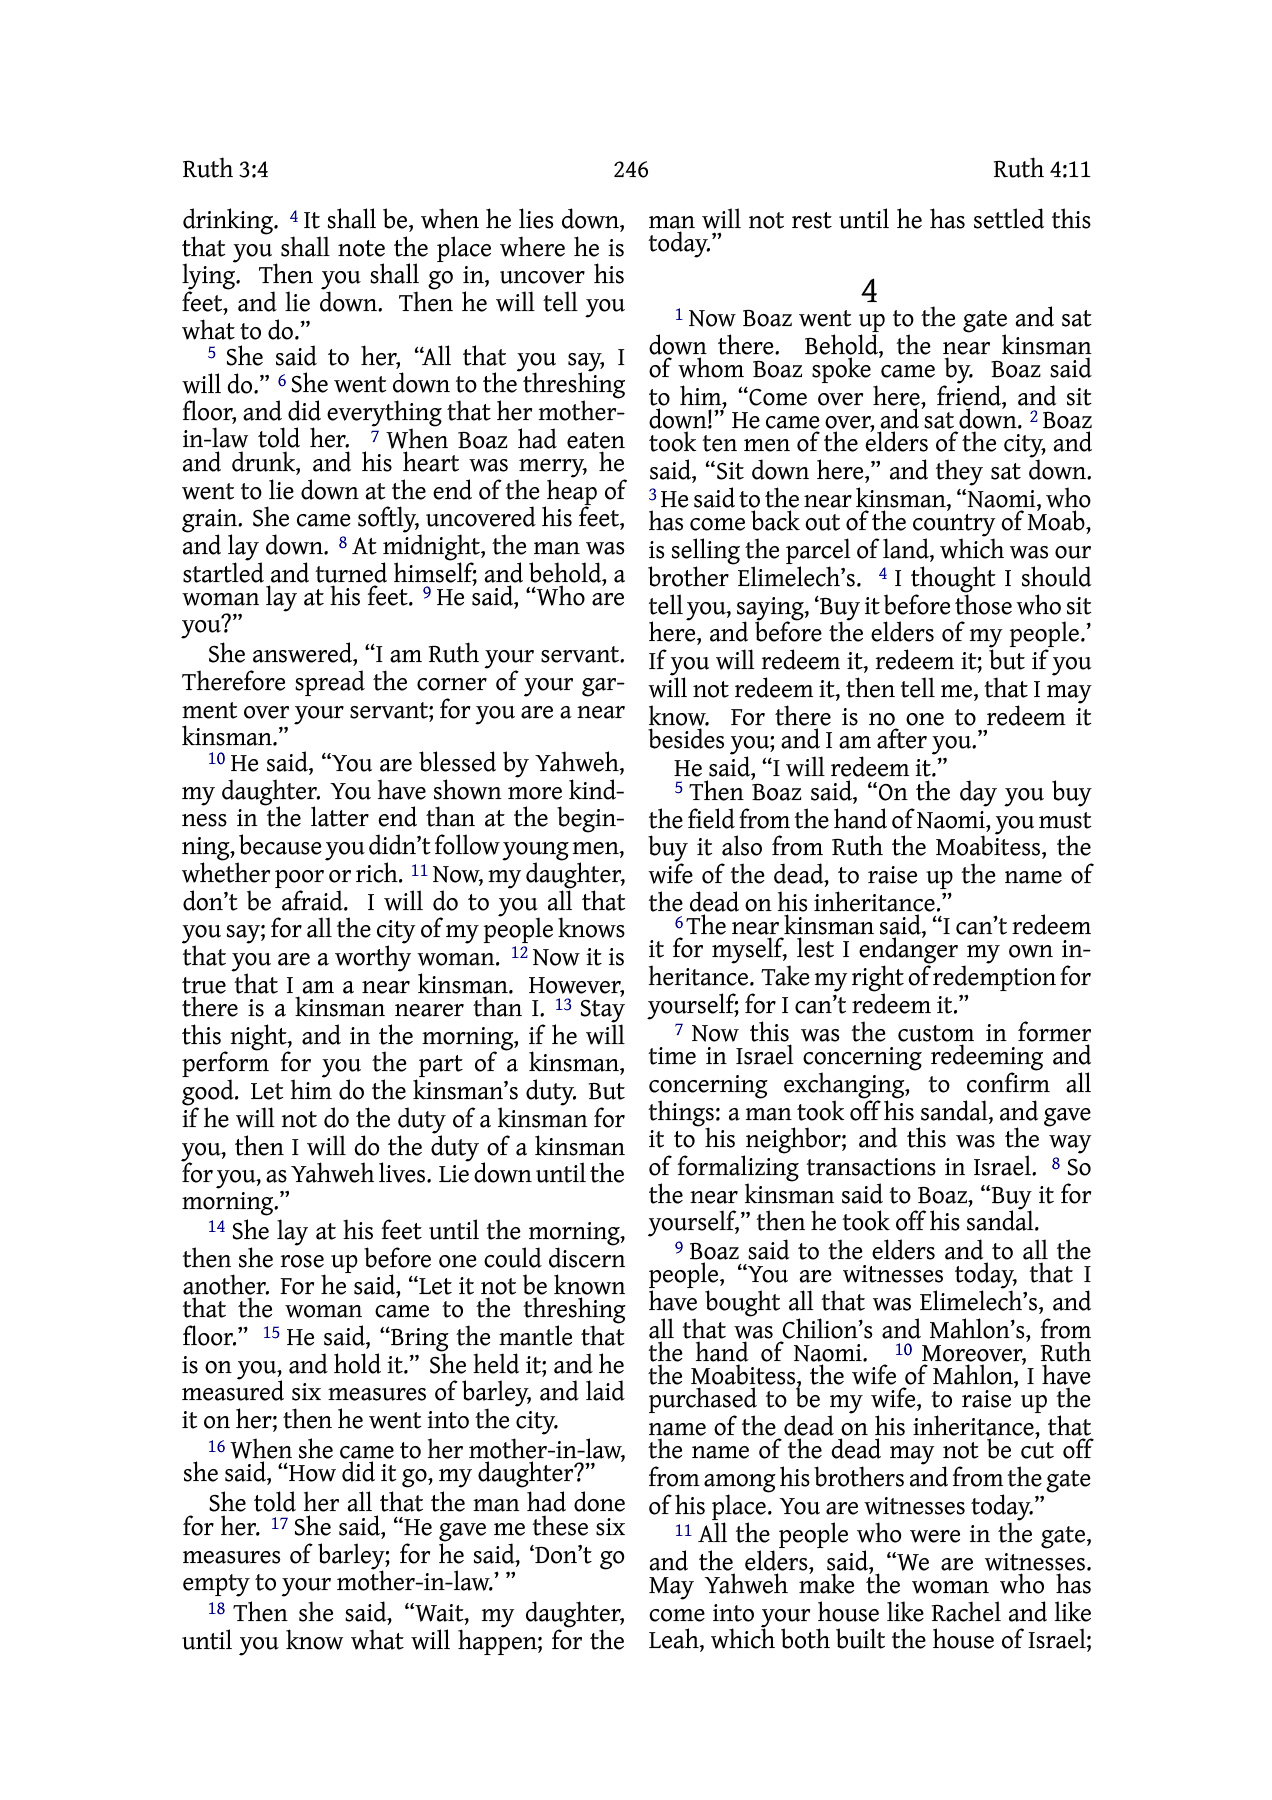 Ruth 3:4
246
Ruth 4:11
drinking. 4 It shall be, when he lies down,
that you shall note the place where he is
lying. Then you shall go in, uncover his
feet, and lie down. Then he will tell you
what to do.”
5 She said to her, “All that you say, I
will do.” 6 She went down to the threshing
floor, and did everything that her mother-
in-law told her. 7 When Boaz had eaten
and drunk, and his heart was merry, he
went to lie down at the end of the heap of
grain. She came softly, uncovered his feet,
and lay down. 8 At midnight, the man was
startled and turned himself; and behold, a
woman lay at his feet. 9 He said, “Who are
you?”
She answered, “I am Ruth your servant.
Therefore spread the corner of your gar-
ment over your servant; for you are a near
kinsman.”
10 He said, “You are blessed by Yahweh,
my daughter. You have shown more kind-
ness in the latter end than at the begin-
ning, because you didn’t follow young men,
whether poor or rich. 11 Now, my daughter,
don’t be afraid. I will do to you all that
you say; for all the city of my people knows
that you are a worthy woman. 12 Now it is
true that I am a near kinsman. However,
there is a kinsman nearer than I. 13 Stay
this night, and in the morning, if he will
perform for you the part of a kinsman,
good. Let him do the kinsman’s duty. But
if he will not do the duty of a kinsman for
you, then I will do the duty of a kinsman
for you, as Yahweh lives. Lie down until the
morning.”
14 She lay at his feet until the morning,
then she rose up before one could discern
another. For he said, “Let it not be known
that the woman came to the threshing
floor.” 15 He said, “Bring the mantle that
is on you, and hold it.” She held it; and he
measured six measures of barley, and laid
it on her; then he went into the city.
16 When she came to her mother-in-law,
she said, “How did it go, my daughter?”
She told her all that the man had done
for her. 17 She said, “He gave me these six
measures of barley; for he said, ‘Don’t go
empty to your mother-in-law.’ ”
18 Then she said, “Wait, my daughter,
until you know what will happen; for the
man will not rest until he has settled this
today.”
4
1 Now Boaz went up to the gate and sat
down there. Behold, the near kinsman
of whom Boaz spoke came by. Boaz said
to him, “Come over here, friend, and sit
down!” He came over, and sat down. 2 Boaz
took ten men of the elders of the city, and
said, “Sit down here,” and they sat down.
3 He said to the near kinsman, “Naomi, who
has come back out of the country of Moab,
is selling the parcel of land, which was our
brother Elimelech’s. 4 I thought I should
tell you, saying, ‘Buy it before those who sit
here, and before the elders of my people.’
If you will redeem it, redeem it; but if you
will not redeem it, then tell me, that I may
know. For there is no one to redeem it
besides you; and I am after you.”
He said, “I will redeem it.”
5 Then Boaz said, “On the day you buy
the field from the hand of Naomi, you must
buy it also from Ruth the Moabitess, the
wife of the dead, to raise up the name of
the dead on his inheritance.”
6 The near kinsman said, “I can’t redeem
it for myself, lest I endanger my own in-
heritance. Take my right of redemption for
yourself; for I can’t redeem it.”
7 Now this was the custom in former
time in Israel concerning redeeming and
concerning exchanging, to confirm all
things: a man took off his sandal, and gave
it to his neighbor; and this was the way
of formalizing transactions in Israel. 8 So
the near kinsman said to Boaz, “Buy it for
yourself,” then he took off his sandal.
9 Boaz said to the elders and to all the
people, “You are witnesses today, that I
have bought all that was Elimelech’s, and
all that was Chilion’s and Mahlon’s, from
the hand of Naomi. 10 Moreover, Ruth
the Moabitess, the wife of Mahlon, I have
purchased to be my wife, to raise up the
name of the dead on his inheritance, that
the name of the dead may not be cut off
from among his brothers and from the gate
of his place. You are witnesses today.”
11 All the people who were in the gate,
and the elders, said, “We are witnesses.
May Yahweh make the woman who has
come into your house like Rachel and like
Leah, which both built the house of Israel;